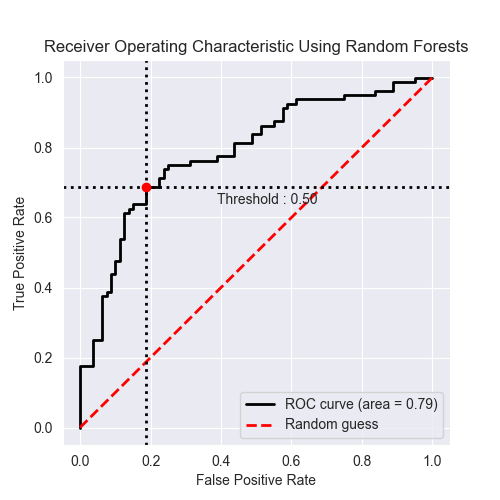 Receiver Operating Characteristic Using Random Forests
1.0
0.8
0.6
0.4
0.2
0.0
True Positive Rate
Threshold : 0.50
ROC curve (area = 0.79)
Random guess
0.0 0.2 0.4 0.6 0.8 1.0
False Positive Rate